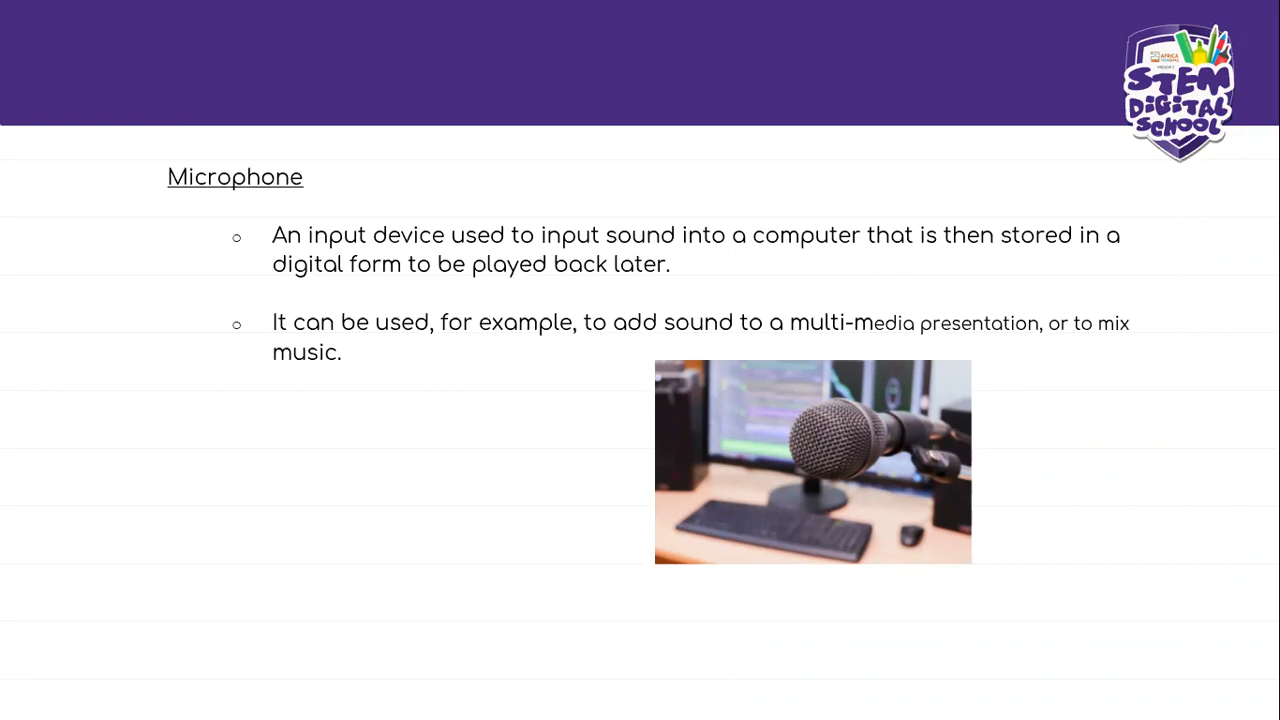 AFRICA
STEM
DIGITAL
SCHOOL
Microphone
o An input device used to input sound into a computer that is then stored in a
digital form to be played back later.
o It can be used, for example, to add sound to a multi-media presentation, or to mix
music.